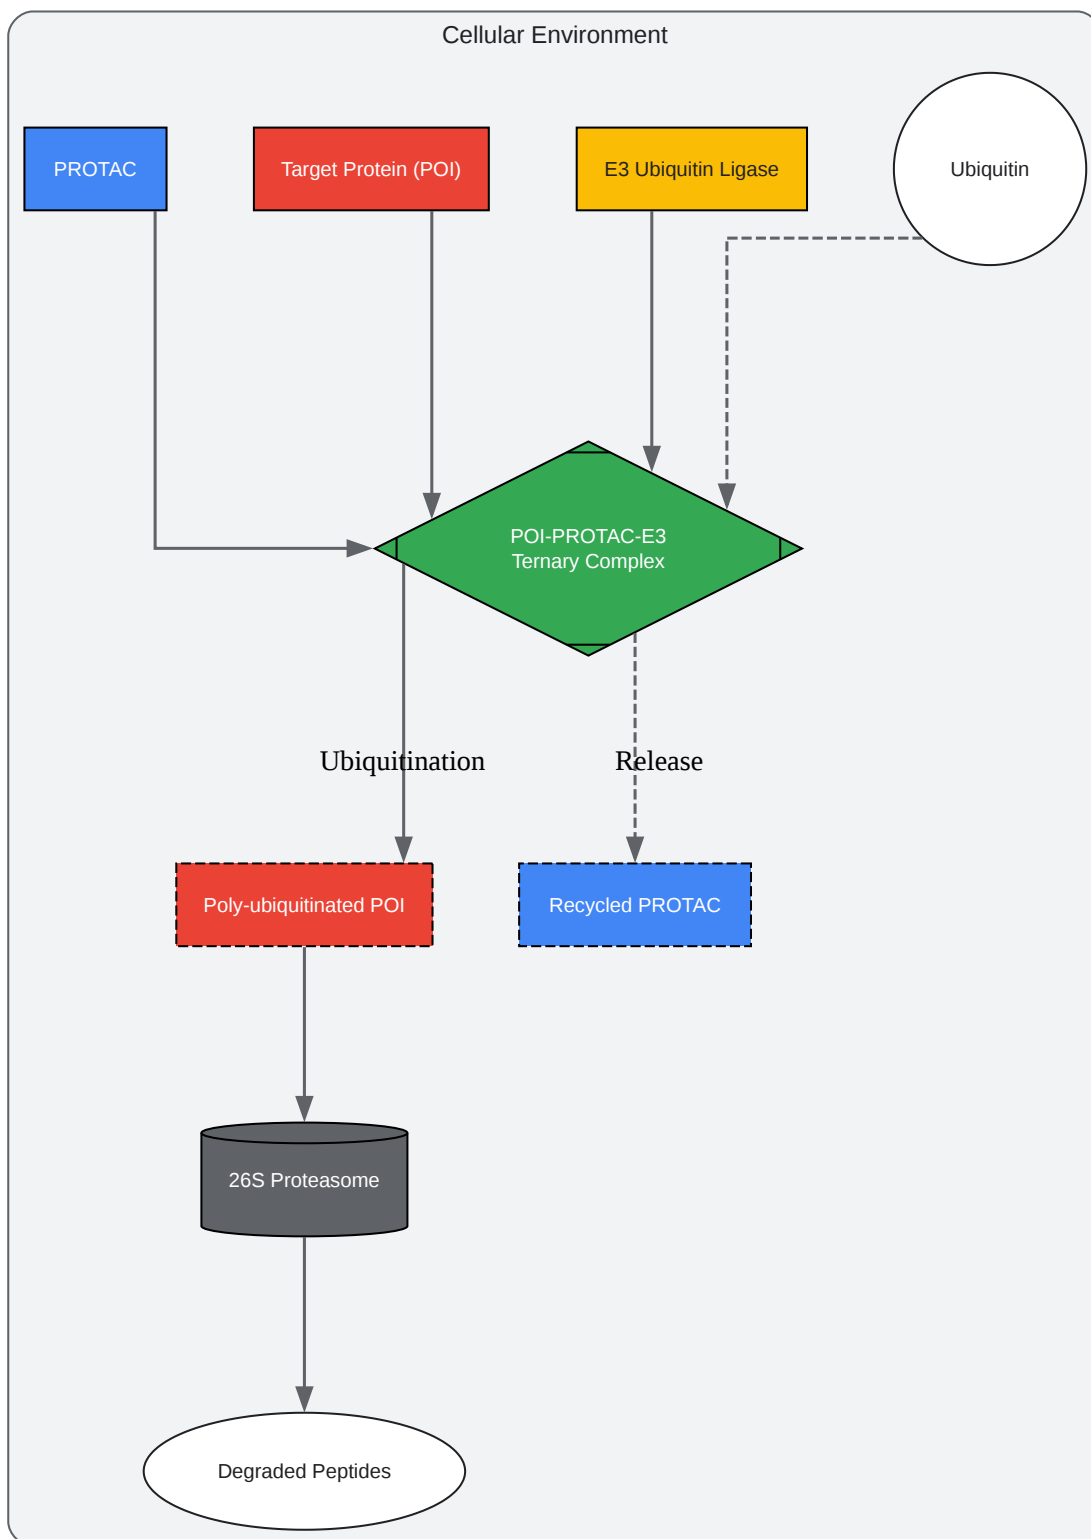 Cellular Environment
PROTAC
Target Protein (POI)
E3 Ubiquitin Ligase
Ubiquitin
POI-PROTAC-E3
Ternary Complex
Ubiquitination
Release
Poly-ubiquitinated POI
Recycled PROTAC
26S Proteasome
Degraded Peptides